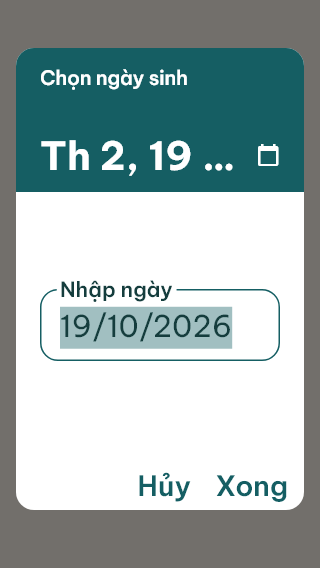 Chọn ngày sinh
Th 2, 19 ...
Nhập ngày
19/10/2026
Hủy Xong